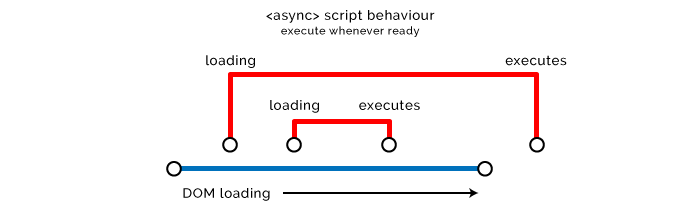 <async> script behaviour
execute whenever ready
loading executes
loading executes
DOM loading